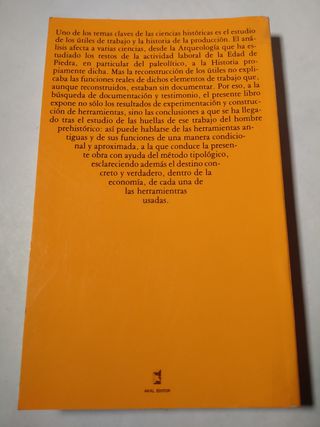 Uno de los temas claves de las ciencias históricas es el estudio
de los útiles de trabajo y la historia de la producción. El aná-
lisis afecta a varias ciencias, desde la Arqueología que ha es-
tudiado los restos de la actividad laboral de la Edad de
Piedra, en particular del paleolítico, a la Historia pro-
piamente dicha. Mas la reconstrucción de los útiles no expli-
caba las funciones reales de dichos elementos de trabajo que,
aunque reconstruidos, estaban sin documentar. Por eso, a la
búsqueda de documentación y testimonio, el presente libro
expone no sólo los resultados de experimentación y construc-
ción de herramientas, sino las conclusiones a que se ha llega-
do tras el estudio de las huellas de ese trabajo del hombre
prehistórico: así puede hablarse de las herramientas an-
tiguas y de sus funciones de una manera condicio-
nal y aproximada, a la que conduce la presen-
te obra con ayuda del método tipológico,
esclareciendo además el destino con-
creto y verdadero, dentro de la
economía, de cada una de
las herramientras
usadas.
AKAL EDITOR